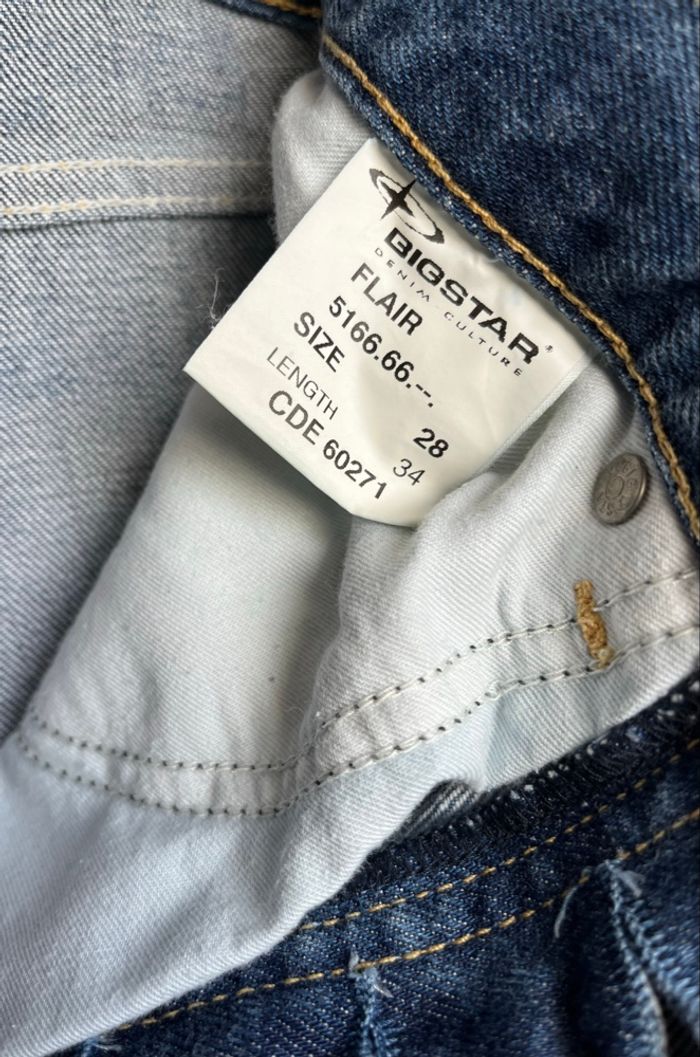 BIGSTAR®
DENIM CULTURE
FLAIR
5166.66.--.
SIZE 28
LENGTH 34
CDE 60271